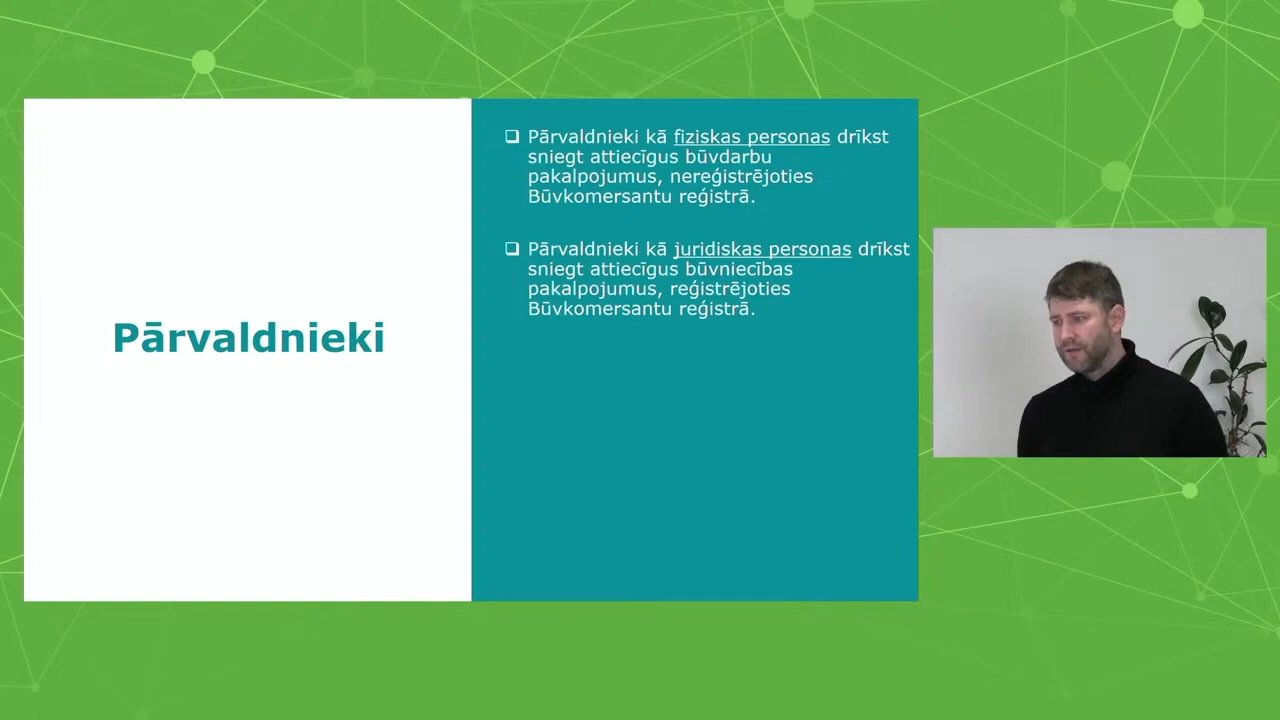 Pārvaldnieki
❑ Pārvaldnieki kā fiziskas personas drīkst
sniegt attiecīgus būvdarbu
pakalpojumus, nereģistrējoties
Būvkomersantu reģistrā.
❑ Pārvaldnieki kā juridiskas personas drīkst
sniegt attiecīgus būvniecības
pakalpojumus, reģistrējoties
Būvkomersantu reģistrā.